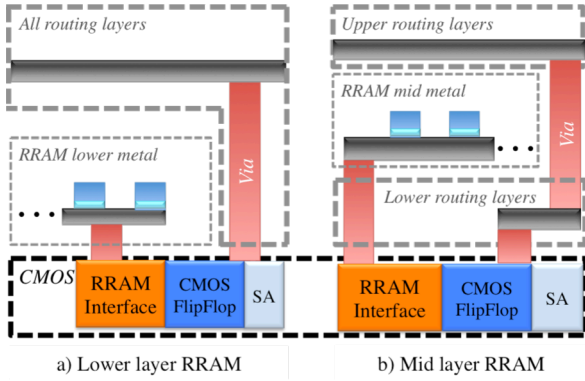 All routing layers
Via
RRAM lower metal
• • •
CMOS
RRAM
Interface
CMOS
FlipFlop
SA
a) Lower layer RRAM
Upper routing layers
Via
RRAM mid metal
• • •
Lower routing layers
RRAM
Interface
CMOS
FlipFlop
SA
b) Mid layer RRAM